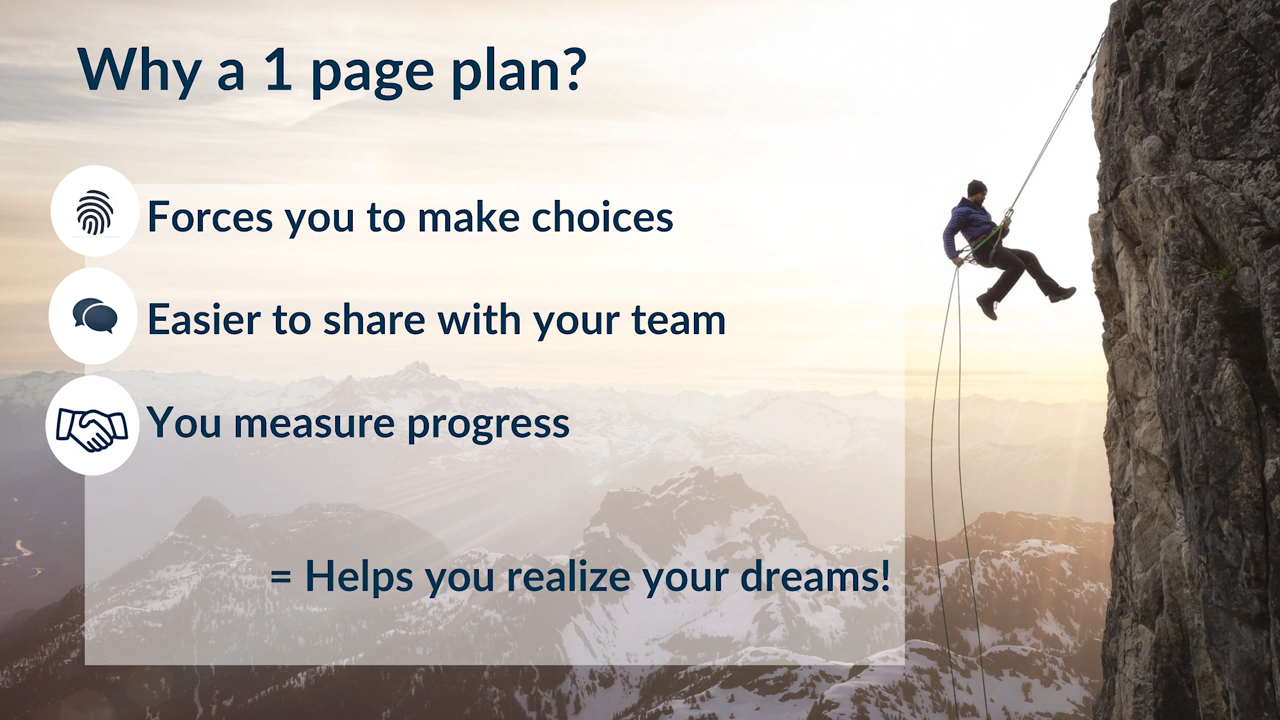 Why a 1 page plan?
Forces you to make choices
Easier to share with your team
You measure progress
= Helps you realize your dreams!